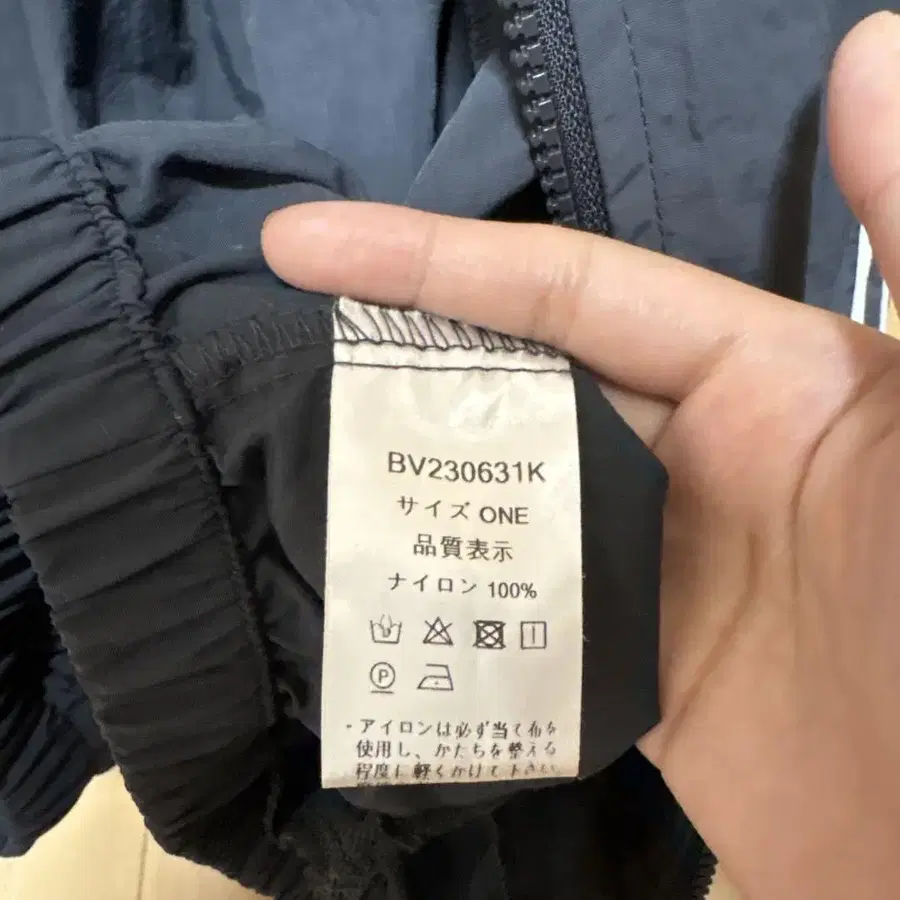 BV230631K
サイズ ONE
品質表示
ナイロン 100%
P
・アイロンは必ず当て布を
使用し、かたちを整える
程度に軽くかけて下さい